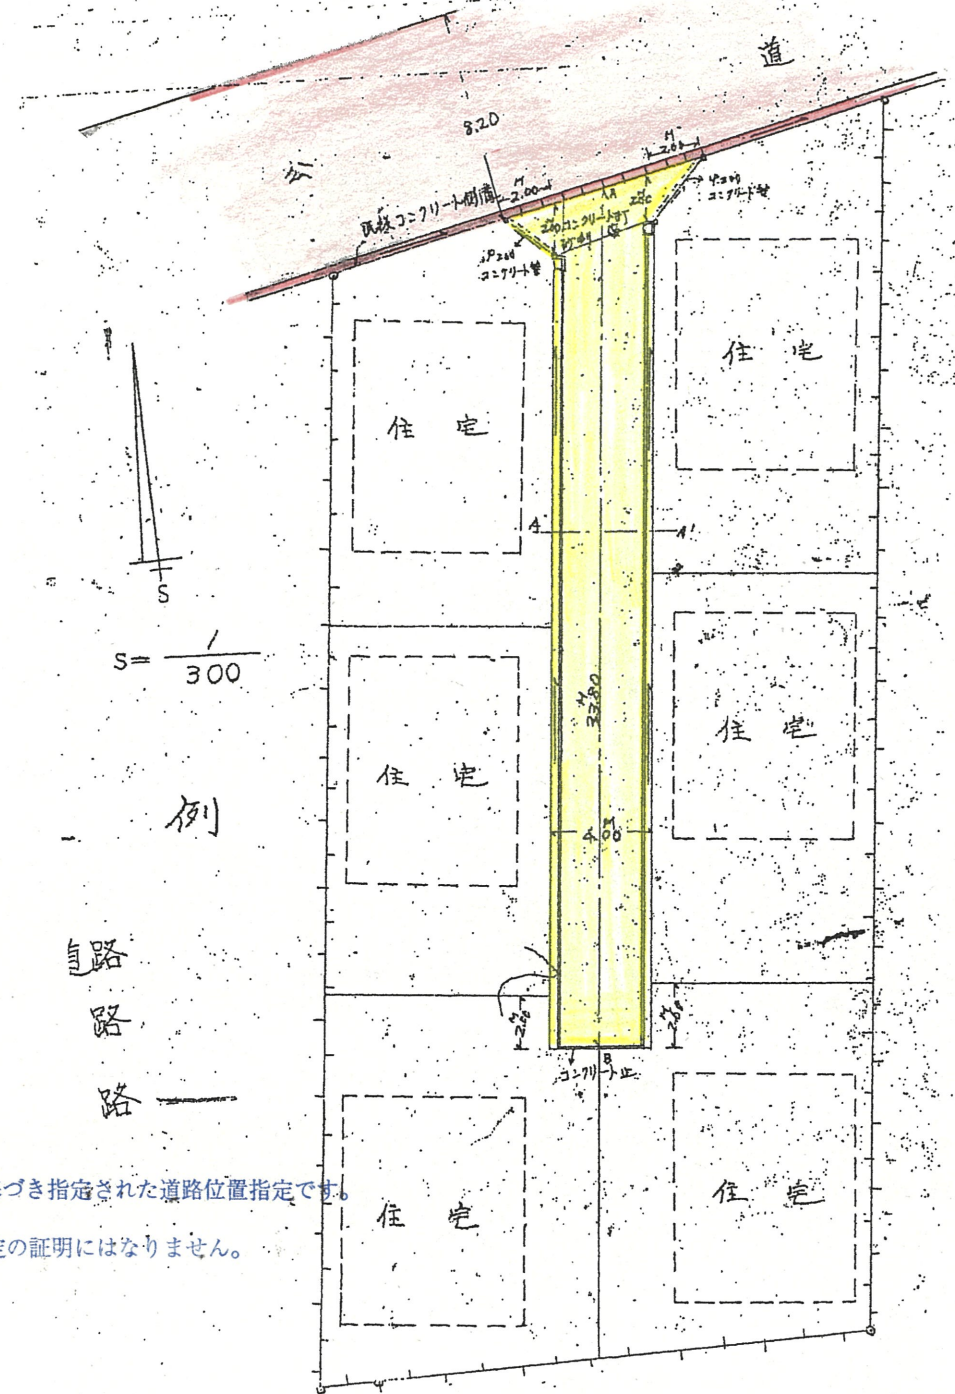 道
8.20
公
M
2.00
M
2.00
既設コンクリート側溝
コンクリート管
コンクリート管
住 宅
住 宅
A
A'
S
S= 1/300
M
33.80
住 宅
住 宅
例
M
4.00
路
路
路
M
2.00
M
2.00
B
コンクリート止
づき指定された道路位置指定です。
定の証明にはなりません。
住 宅
住 宅